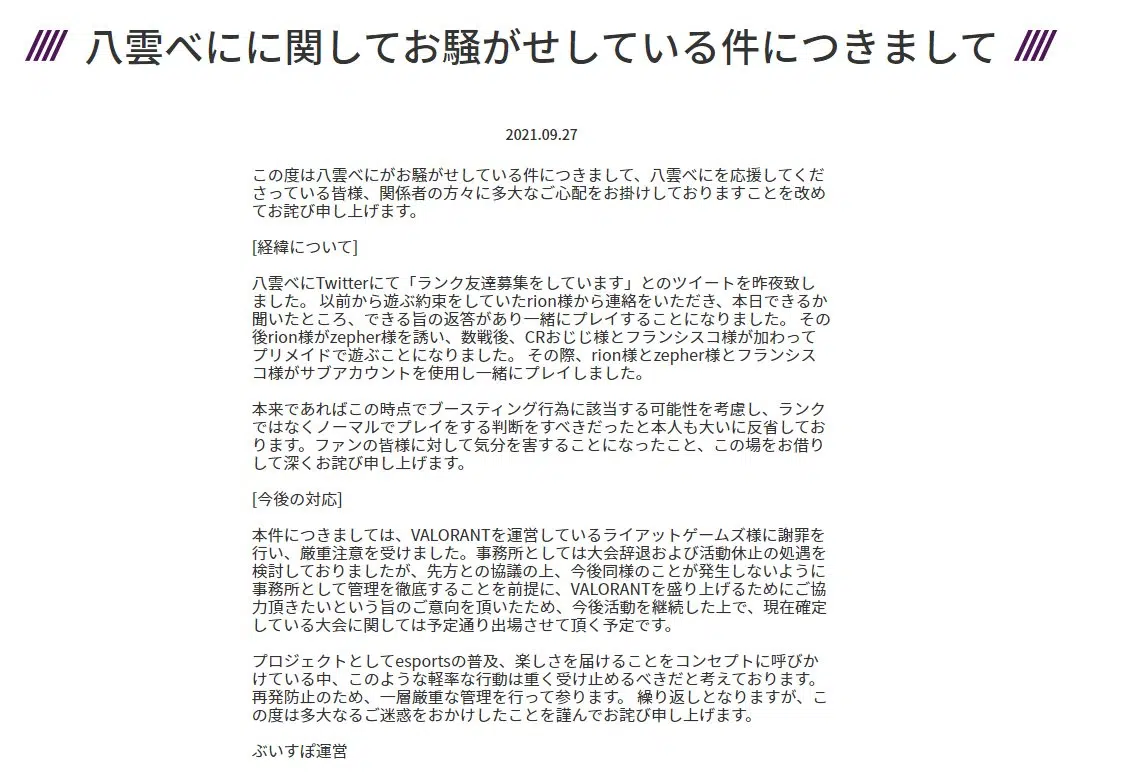 八雲べにに関してお騒がせしている件につきまして
2021.09.27
この度は八雲べにがお騒がせしている件につきまして、八雲べにを応援してくだ
さっている皆様、関係者の方々に多大なご心配をお掛けしておりますことを改め
てお詫び申し上げます。
[経緯について]
八雲べにTwitterにて「ランク友達募集をしています」とのツイートを昨夜致し
ました。 以前から遊ぶ約束をしていたrion様から連絡をいただき、本日できるか
聞いたところ、できる旨の返答があり一緒にプレイすることになりました。 その
後rion様がzepher様を誘い、数戦後、CRおじじ様とフランシスコ様が加わって
プリメイドで遊ぶことになりました。 その際、rion様とzepher様とフランシス
コ様がサブアカウントを使用し一緒にプレイしました。
本来であればこの時点でブースティング行為に該当する可能性を考慮し、ランク
ではなくノーマルでプレイをする判断をすべきだったと本人も大いに反省してお
ります。ファンの皆様に対して気分を害することになったこと、この場をお借り
して深くお詫び申し上げます。
[今後の対応]
本件につきましては、VALORANTを運営しているライアットゲームズ様に謝罪を
行い、厳重注意を受けました。事務所としては大会辞退および活動休止の処遇を
検討しておりましたが、先方との協議の上、今後同様のことが発生しないように
事務所として管理を徹底することを前提に、VALORANTを盛り上げるためにご協
力頂きたいという旨のご意向を頂いたため、今後活動を継続した上で、現在確定
している大会に関しては予定通り出場させて頂く予定です。
プロジェクトとしてesportsの普及、楽しさを届けることをコンセプトに呼びか
けている中、このような軽率な行動は重く受け止めるべきだと考えております。
再発防止のため、一層厳重な管理を行って参ります。 繰り返しとなりますが、こ
の度は多大なるご迷惑をおかけしたことを謹んでお詫び申し上げます。
ぶいすぽ運営